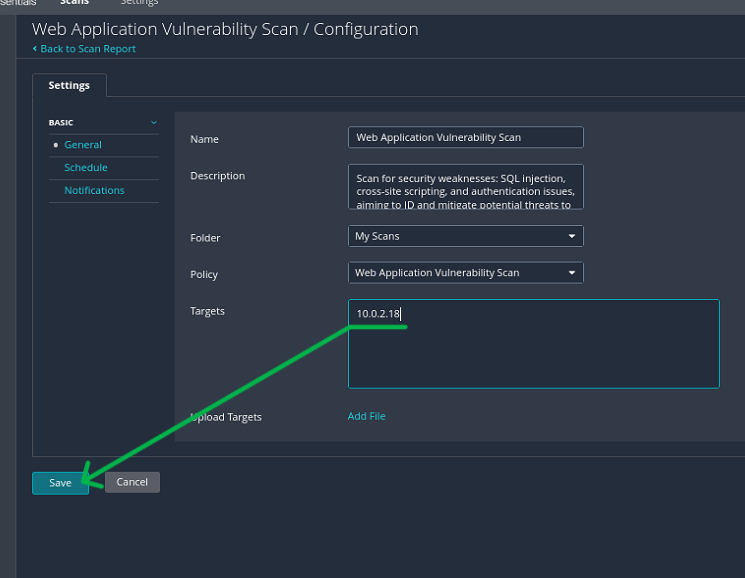 Scans
Settings
Web Application Vulnerability Scan / Configuration
Back to Scan Report
Settings
BASIC
General
Schedule
Notifications
Name
Web Application Vulnerability Scan
Description
Scan for security weaknesses: SQL injection,
cross-site scripting, and authentication issues,
aiming to ID and mitigate potential threats to
Folder
My Scans
Policy
Web Application Vulnerability Scan
Targets
10.0.2.18
Upload Targets
Add File
Save
Cancel